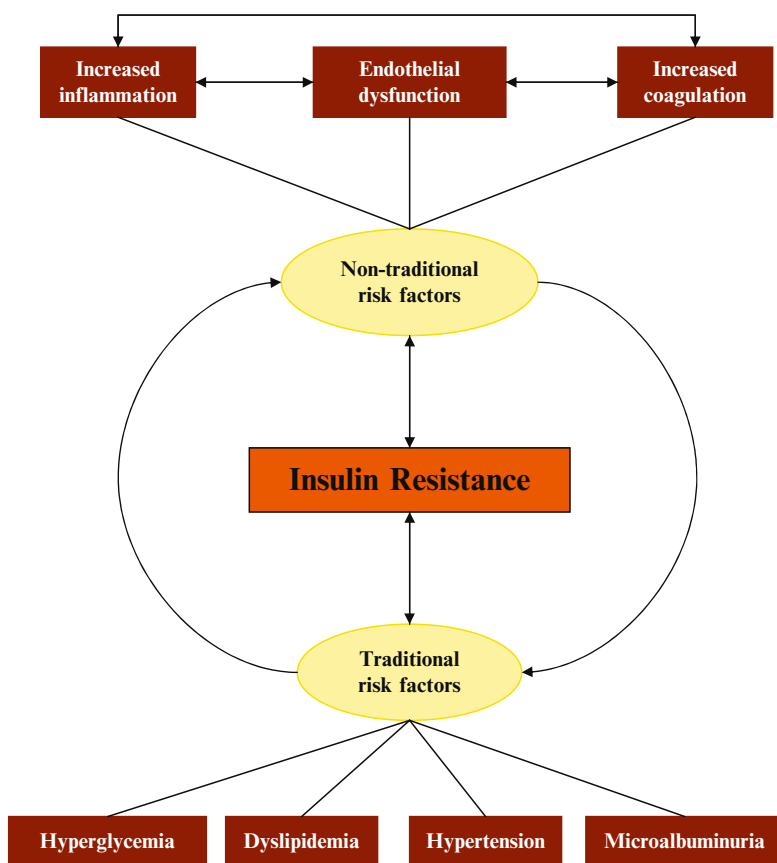 Increased
inflammation
Endothelial
dysfunction
Increased
coagulation
Non-traditional
risk factors
Insulin Resistance
Traditional
risk factors
Hyperglycemia
Dyslipidemia
Hypertension
Microalbuminuria